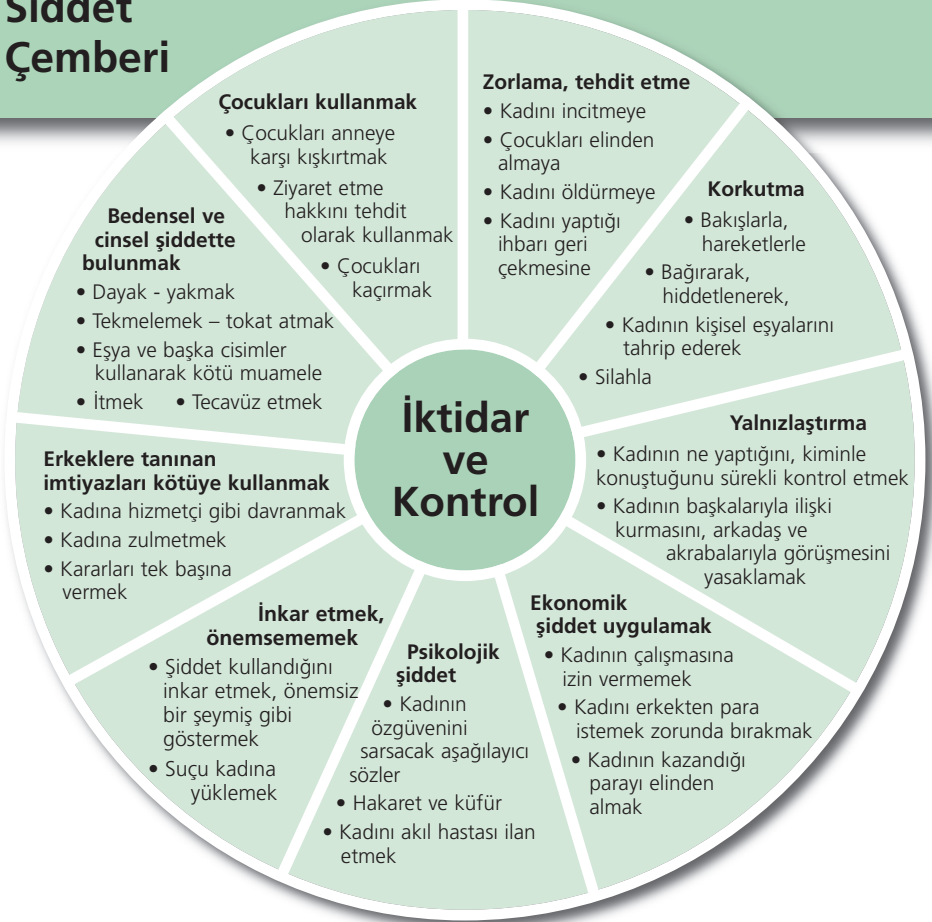 Şiddet
Çemberi
Zorlama, tehdit etme
• Kadını incitmeye
• Çocukları elinden
almaya
• Kadını öldürmeye
• Kadını yaptığı
ihbarı geri
çekmesine
Korkutma
• Bakışlarla,
hareketlerle
• Bağırarak,
hiddetlenerek,
• Kadının kişisel eşyalarını
tahrip ederek
• Silahla
Yalnızlaştırma
• Kadının ne yaptığını, kiminle
konuştuğunu sürekli kontrol etmek
• Kadının başkalarıyla ilişki
kurmasını, arkadaş ve
akrabalarıyla görüşmesini
yasaklamak
Ekonomik
şiddet uygulamak
• Kadının çalışmasına
izin vermemek
• Kadını erkekten para
istemek zorunda bırakmak
• Kadının kazandığı
parayı elinden
almak
Psikolojik
şiddet
• Kadının
özgüvenini
sarsacak aşağılayıcı
sözler
• Hakaret ve küfür
• Kadını akıl hastası ilan
etmek
İnkar etmek,
önemsememek
• Şiddet kullandığını
inkar etmek, önemsiz
bir şeymiş gibi
göstermek
• Suçu kadına
yüklemek
Erkeklere tanınan
imtiyazları kötüye kullanmak
• Kadına hizmetçi gibi davranmak
• Kadına zulmetmek
• Kararları tek başına
vermek
Bedensel ve
cinsel şiddette
bulunmak
• Dayak - yakmak
• Tekmelemek – tokat atmak
• Eşya ve başka cisimler
kullanarak kötü muamele
• İtmek • Tecavüz etmek
Çocukları kullanmak
• Çocukları anneye
karşı kışkırtmak
• Ziyaret etme
hakkını tehdit
olarak kullanmak
• Çocukları
kaçırmak
İktidar
ve
Kontrol